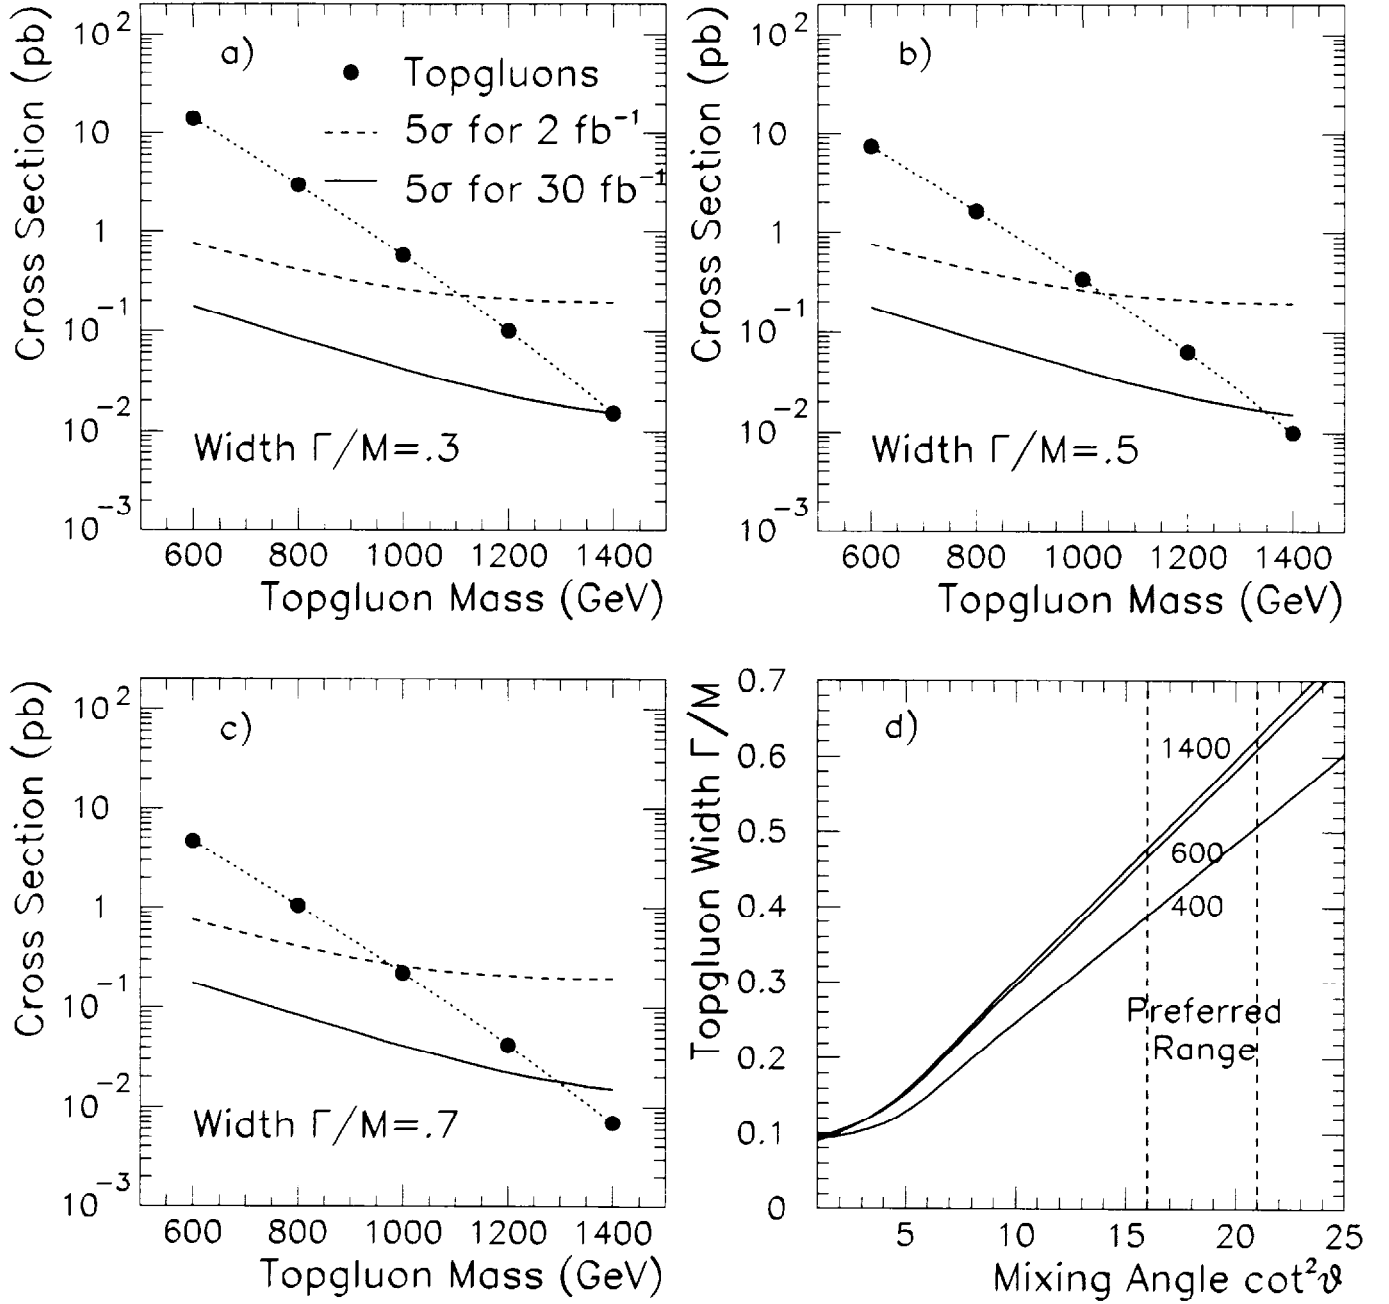 a)
● Topgluons
5σ for 2 fb⁻¹
5σ for 30 fb⁻¹
Width Γ/M=.3
Cross Section (pb)
10²
10
1
10⁻¹
10⁻²
10⁻³
600 800 1000 1200 1400
Topgluon Mass (GeV)
b)
Width Γ/M=.5
Cross Section (pb)
10²
10
1
10⁻¹
10⁻²
10⁻³
600 800 1000 1200 1400
Topgluon Mass (GeV)
c)
Width Γ/M=.7
Cross Section (pb)
10²
10
1
10⁻¹
10⁻²
10⁻³
600 800 1000 1200 1400
Topgluon Mass (GeV)
d)
1400
600
400
Preferred
Range
Topgluon Width Γ/M
0.7
0.6
0.5
0.4
0.3
0.2
0.1
0
5 10 15 20 25
Mixing Angle cot²ϑ